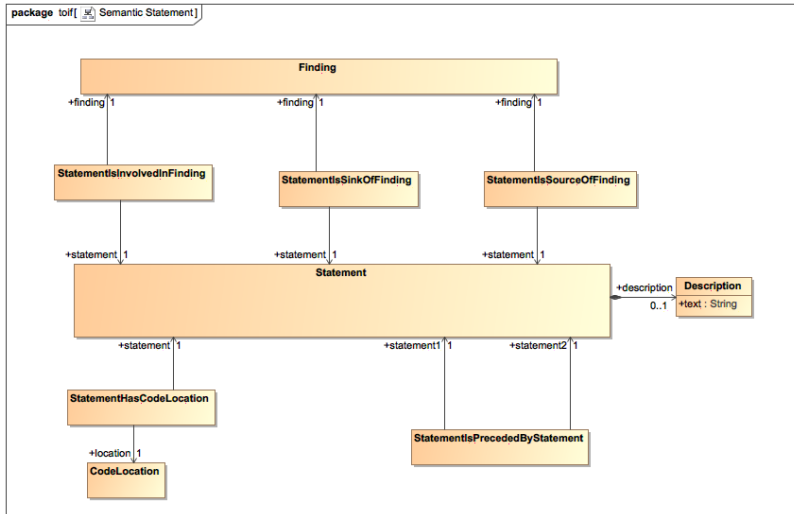 package toif[ Semantic Statement]
Finding
+finding 1 +finding 1 +finding 1
StatementIsInvolvedInFinding StatementIsSinkOfFinding StatementIsSourceOfFinding
+statement 1 +statement 1 +statement 1
Statement
+description
0..1
Description
+text : String
+statement 1 +statement1 1 +statement2 1
StatementHasCodeLocation
StatementIsPrecededByStatement
+location 1
CodeLocation